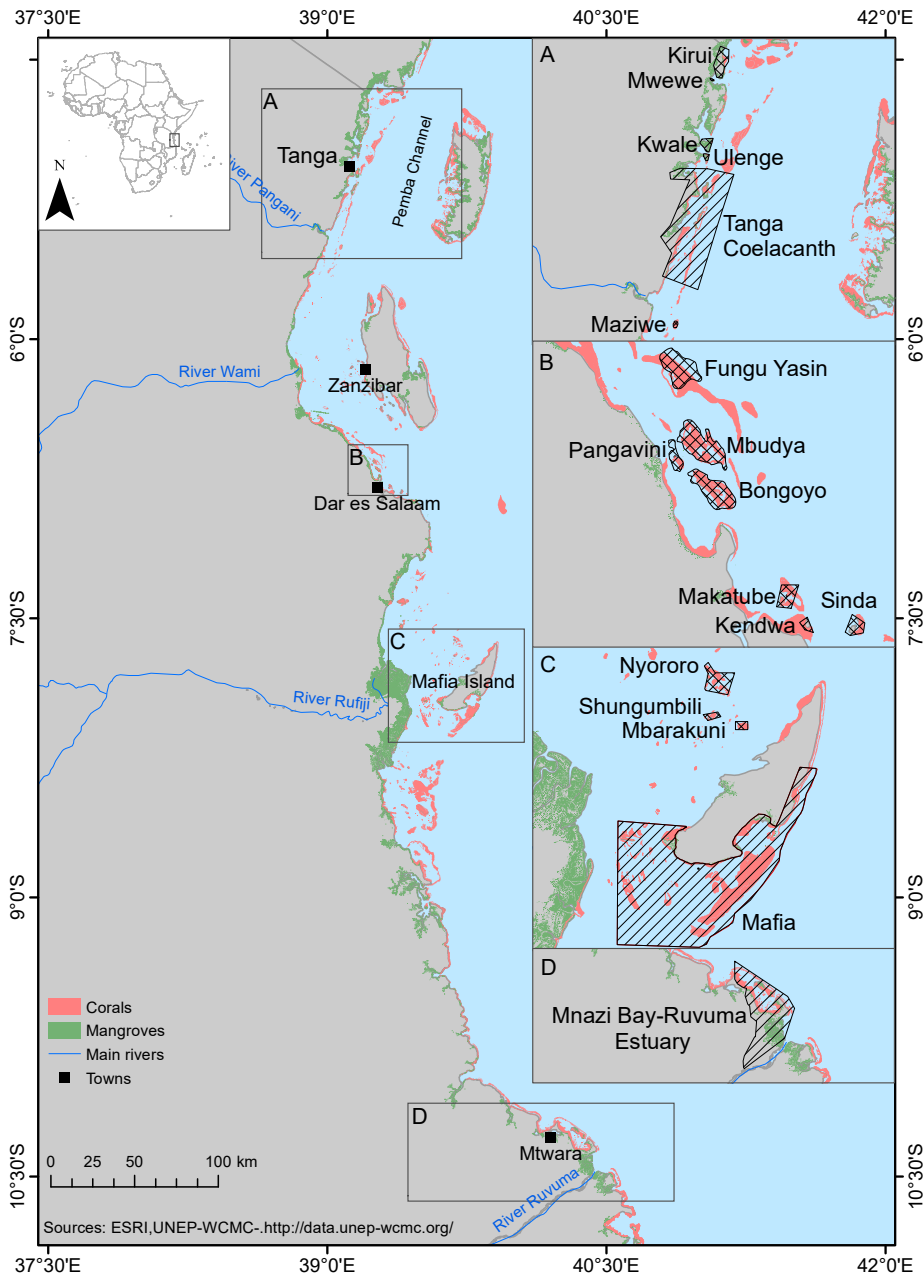 37°30'E
39°0'E
40°30'E
42°0'E
N
A
Tanga
River Pangani
Pemba Channel
River Wami
Zanzibar
B
Dar es Salaam
C
Mafia Island
River Rufiji
Corals
Mangroves
Main rivers
Towns
0 25 50 100 km
D
Mtwara
River Ruvuma
Sources: ESRI,UNEP-WCMC-.http://data.unep-wcmc.org/
A
Kirui
Mwewe
Kwale
Ulenge
Tanga
Coelacanth
Maziwe
B
Fungu Yasin
Pangavini
Mbudya
Bongoyo
Makatube
Sinda
Kendwa
C
Nyororo
Shungumbili
Mbarakuni
Mafia
D
Mnazi Bay-Ruvuma
Estuary
6°0'S
7°30'S
9°0'S
10°30'S
6°0'S
7°30'S
9°0'S
10°30'S
37°30'E
39°0'E
40°30'E
42°0'E